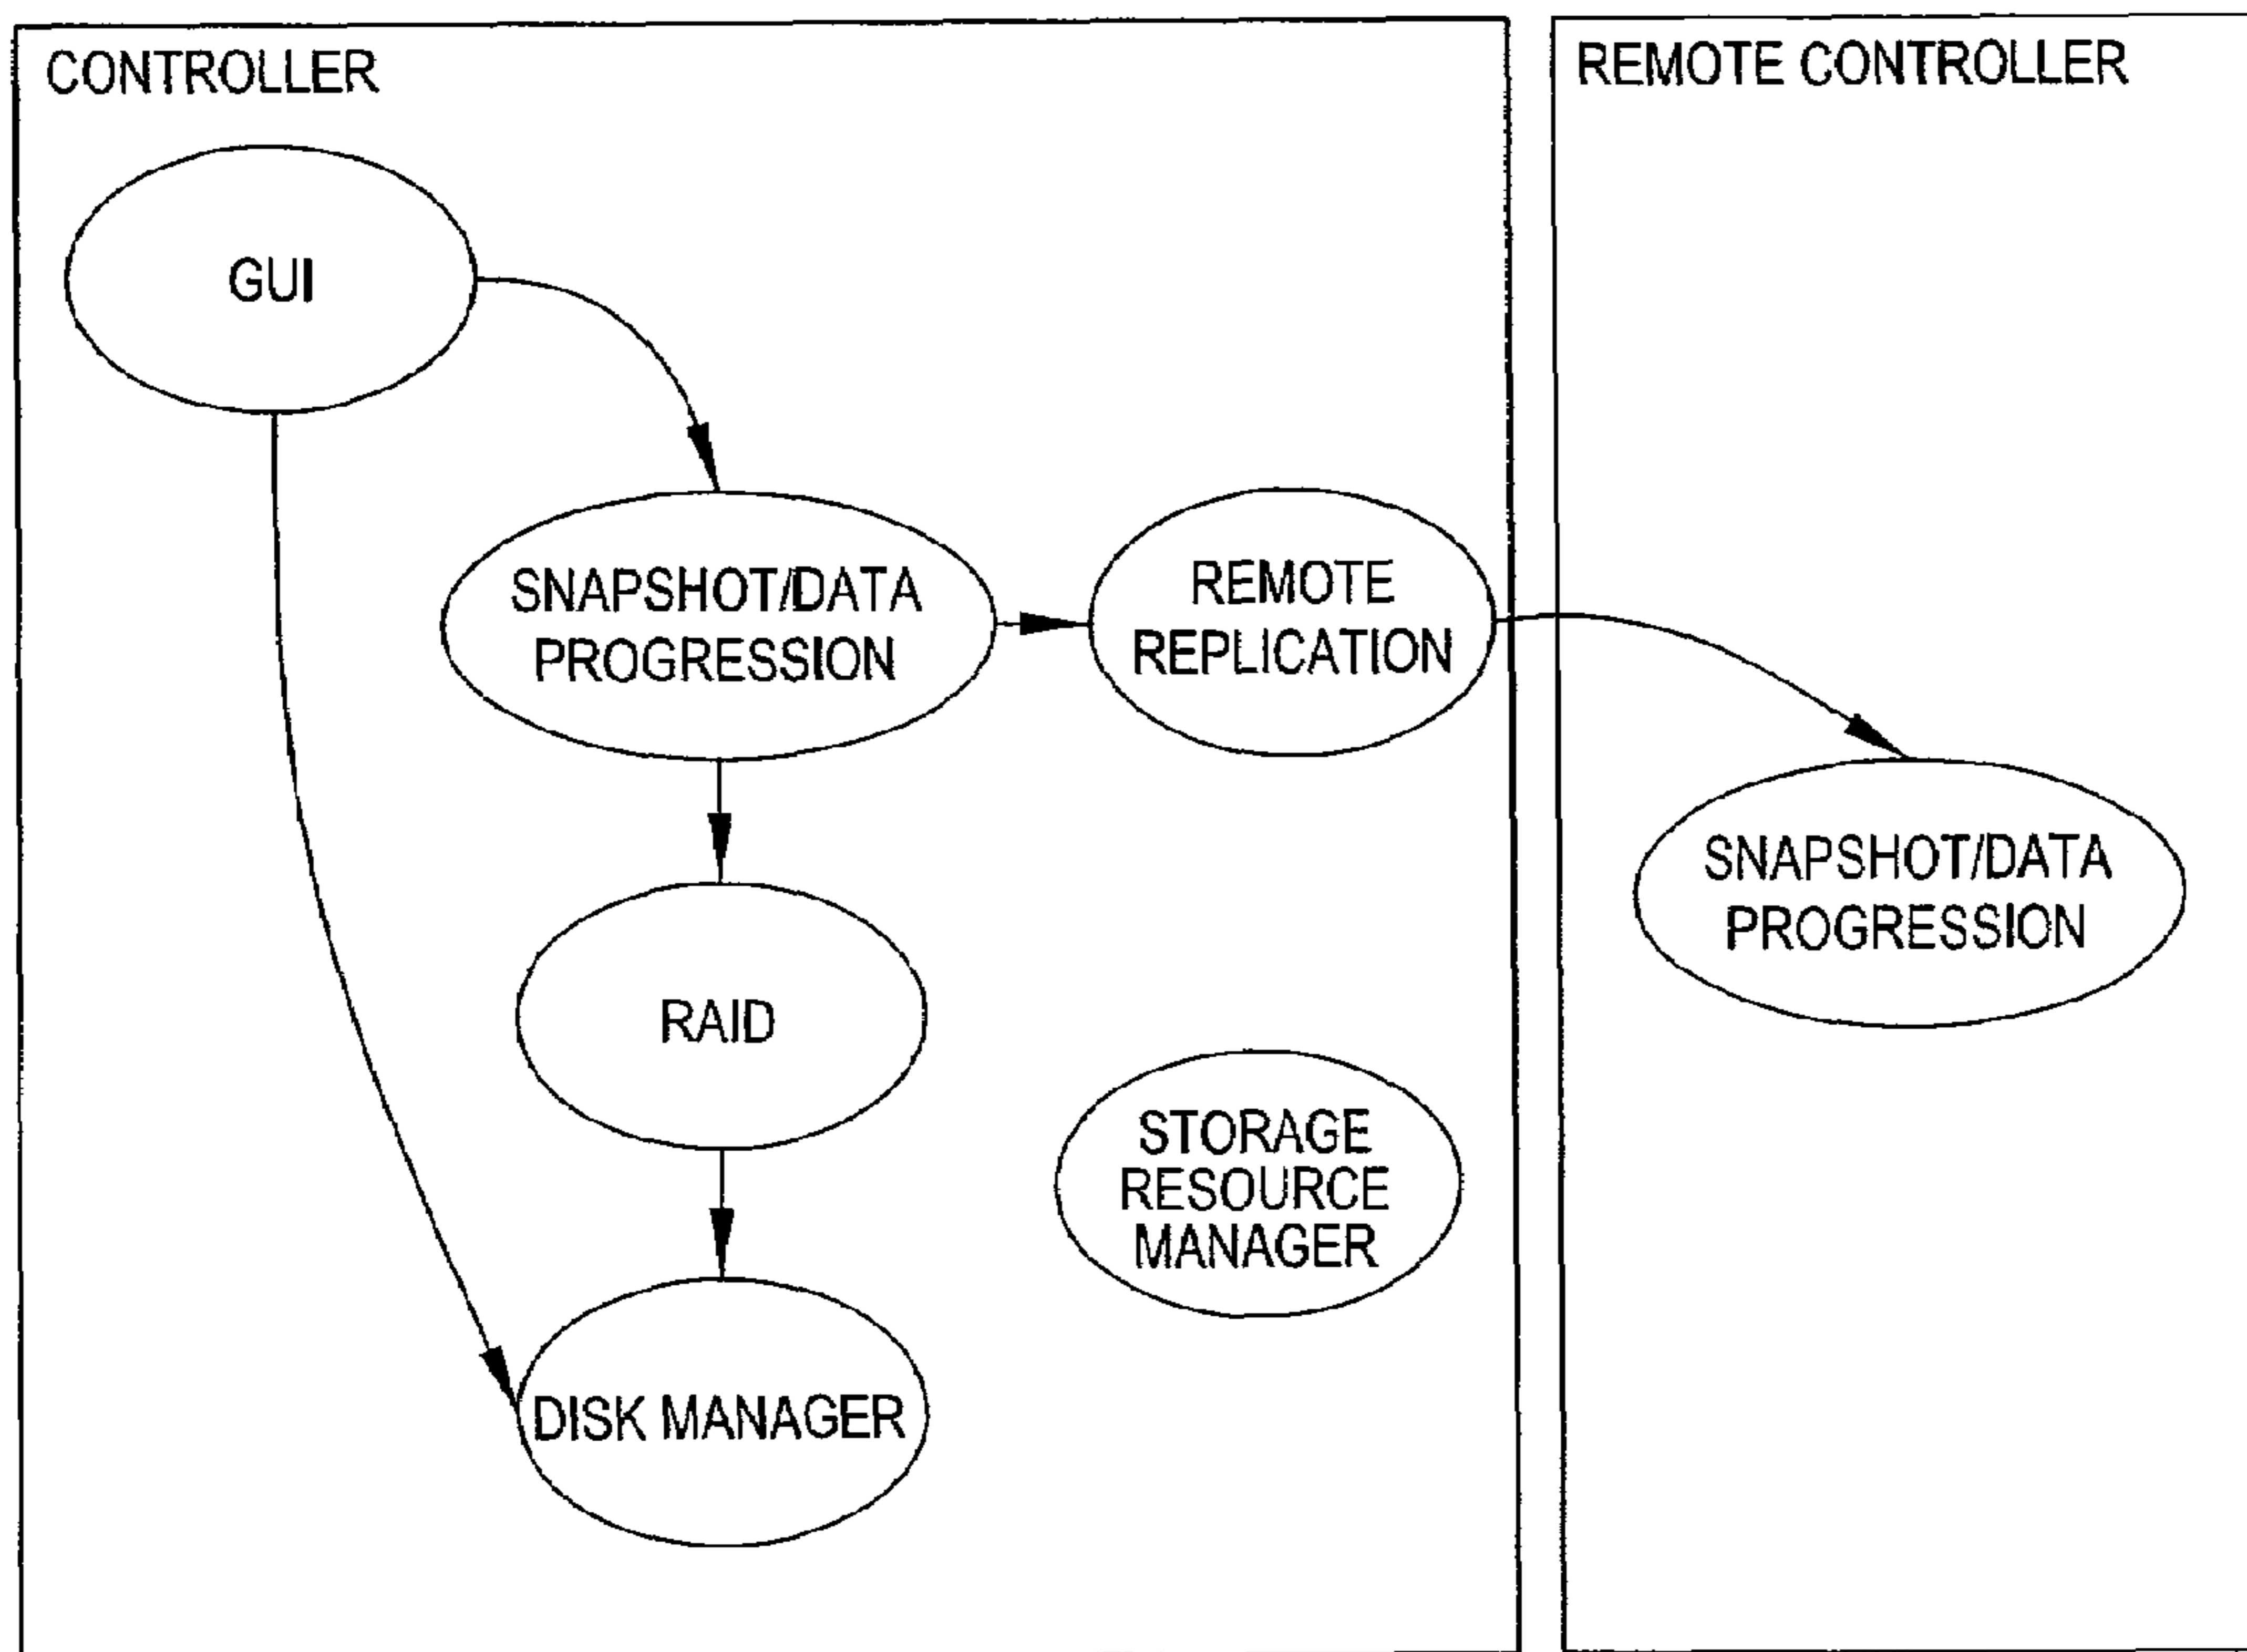 CONTROLLER
REMOTE CONTROLLER
GUI
SNAPSHOT/DATA
PROGRESSION
REMOTE
REPLICATION
SNAPSHOT/DATA
PROGRESSION
RAID
STORAGE
RESOURCE
MANAGER
DISK MANAGER